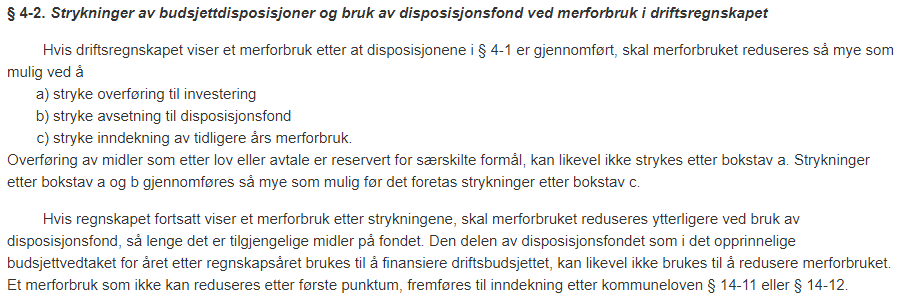 § 4-2. Strykninger av budsjettdisposisjoner og bruk av disposisjonsfond ved merforbruk i driftsregnskapet
Hvis driftsregnskapet viser et merforbruk etter at disposisjonene i § 4-1 er gjennomført, skal merforbruket reduseres så mye som
mulig ved å
a) stryke overføring til investering
b) stryke avsetning til disposisjonsfond
c) stryke inndekning av tidligere års merforbruk.
Overføring av midler som etter lov eller avtale er reservert for særskilte formål, kan likevel ikke strykes etter bokstav a. Strykninger
etter bokstav a og b gjennomføres så mye som mulig før det foretas strykninger etter bokstav c.
Hvis regnskapet fortsatt viser et merforbruk etter strykningene, skal merforbruket reduseres ytterligere ved bruk av
disposisjonsfond, så lenge det er tilgjengelige midler på fondet. Den delen av disposisjonsfondet som i det opprinnelige
budsjettvedtaket for året etter regnskapsåret brukes til å finansiere driftsbudsjettet, kan likevel ikke brukes til å redusere merforbruket.
Et merforbruk som ikke kan reduseres etter første punktum, fremføres til inndekning etter kommuneloven § 14-11 eller § 14-12.